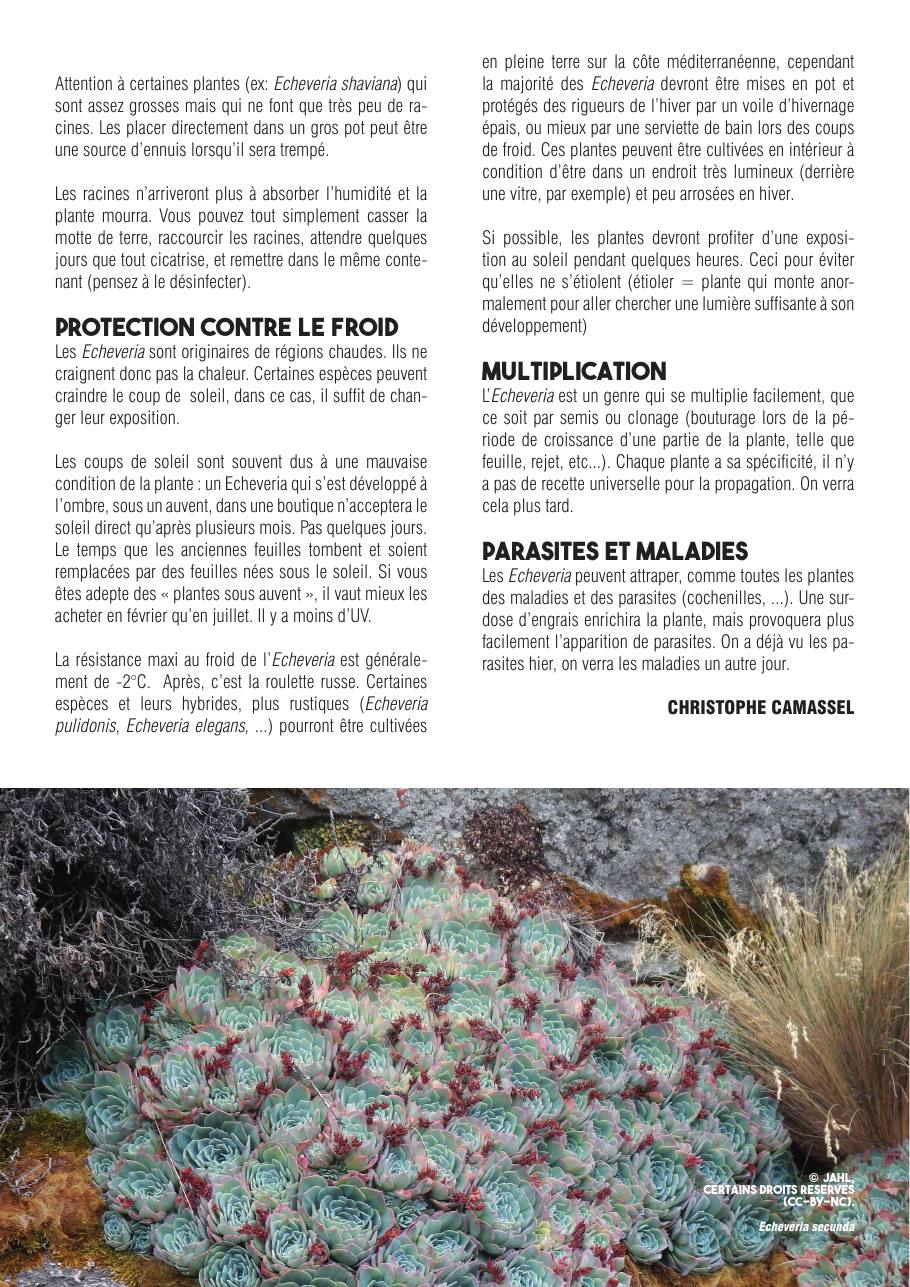 Attention à certaines plantes (ex: Echeveria shaviana) qui
sont assez grosses mais qui ne font que très peu de ra-
cines. Les placer directement dans un gros pot peut être
une source d'ennuis lorsqu'il sera trempé.
Les racines n'arriveront plus à absorber l'humidité et la
plante mourra. Vous pouvez tout simplement casser la
motte de terre, raccourcir les racines, attendre quelques
jours que tout cicatrise, et remettre dans le même conte-
nant (pensez à le désinfecter).
PROTECTION CONTRE LE FROID
Les Echeveria sont originaires de régions chaudes. Ils ne
craignent donc pas la chaleur. Certaines espèces peuvent
craindre le coup de  soleil, dans ce cas, il suffit de chan-
ger leur exposition.
Les coups de soleil sont souvent dus à une mauvaise
condition de la plante : un Echeveria qui s'est développé à
l'ombre, sous un auvent, dans une boutique n'acceptera le
soleil direct qu'après plusieurs mois. Pas quelques jours.
Le temps que les anciennes feuilles tombent et soient
remplacées par des feuilles nées sous le soleil. Si vous
êtes adepte des « plantes sous auvent », il vaut mieux les
acheter en février qu'en juillet. Il y a moins d'UV.
La résistance maxi au froid de l'Echeveria est générale-
ment de -2°C.  Après, c'est la roulette russe. Certaines
espèces et leurs hybrides, plus rustiques (Echeveria
pulidonis, Echeveria elegans, ...) pourront être cultivées
en pleine terre sur la côte méditerranéenne, cependant
la majorité des Echeveria devront être mises en pot et
protégés des rigueurs de l'hiver par un voile d'hivernage
épais, ou mieux par une serviette de bain lors des coups
de froid. Ces plantes peuvent être cultivées en intérieur à
condition d'être dans un endroit très lumineux (derrière
une vitre, par exemple) et peu arrosées en hiver.
Si possible, les plantes devront profiter d'une exposi-
tion au soleil pendant quelques heures. Ceci pour éviter
qu'elles ne s'étiolent (étioler = plante qui monte anor-
malement pour aller chercher une lumière suffisante à son
développement)
MULTIPLICATION
L'Echeveria est un genre qui se multiplie facilement, que
ce soit par semis ou clonage (bouturage lors de la pé-
riode de croissance d'une partie de la plante, telle que
feuille, rejet, etc...). Chaque plante a sa spécificité, il n'y
a pas de recette universelle pour la propagation. On verra
cela plus tard.
PARASITES ET MALADIES
Les Echeveria peuvent attraper, comme toutes les plantes
des maladies et des parasites (cochenilles, ...). Une sur-
dose d'engrais enrichira la plante, mais provoquera plus
facilement l'apparition de parasites. On a déjà vu les pa-
rasites hier, on verra les maladies un autre jour.
CHRISTOPHE CAMASSEL
© JAHL,
CERTAINS DROITS RÉSERVÉS
(CC-BY-NC).
Echeveria secunda